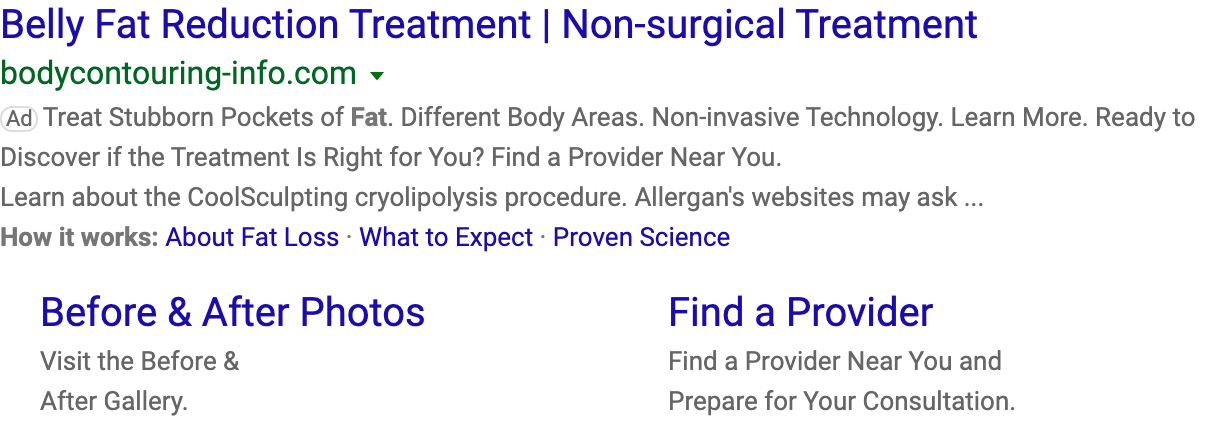 Belly Fat Reduction Treatment | Non-surgical Treatment
bodycontouring-info.com
Ad Treat Stubborn Pockets of Fat. Different Body Areas. Non-invasive Technology. Learn More. Ready to
Discover if the Treatment Is Right for You? Find a Provider Near You.
Learn about the CoolSculpting cryolipolysis procedure. Allergan's websites may ask ...
How it works: About Fat Loss · What to Expect · Proven Science
Before & After Photos
Visit the Before &
After Gallery.
Find a Provider
Find a Provider Near You and
Prepare for Your Consultation.